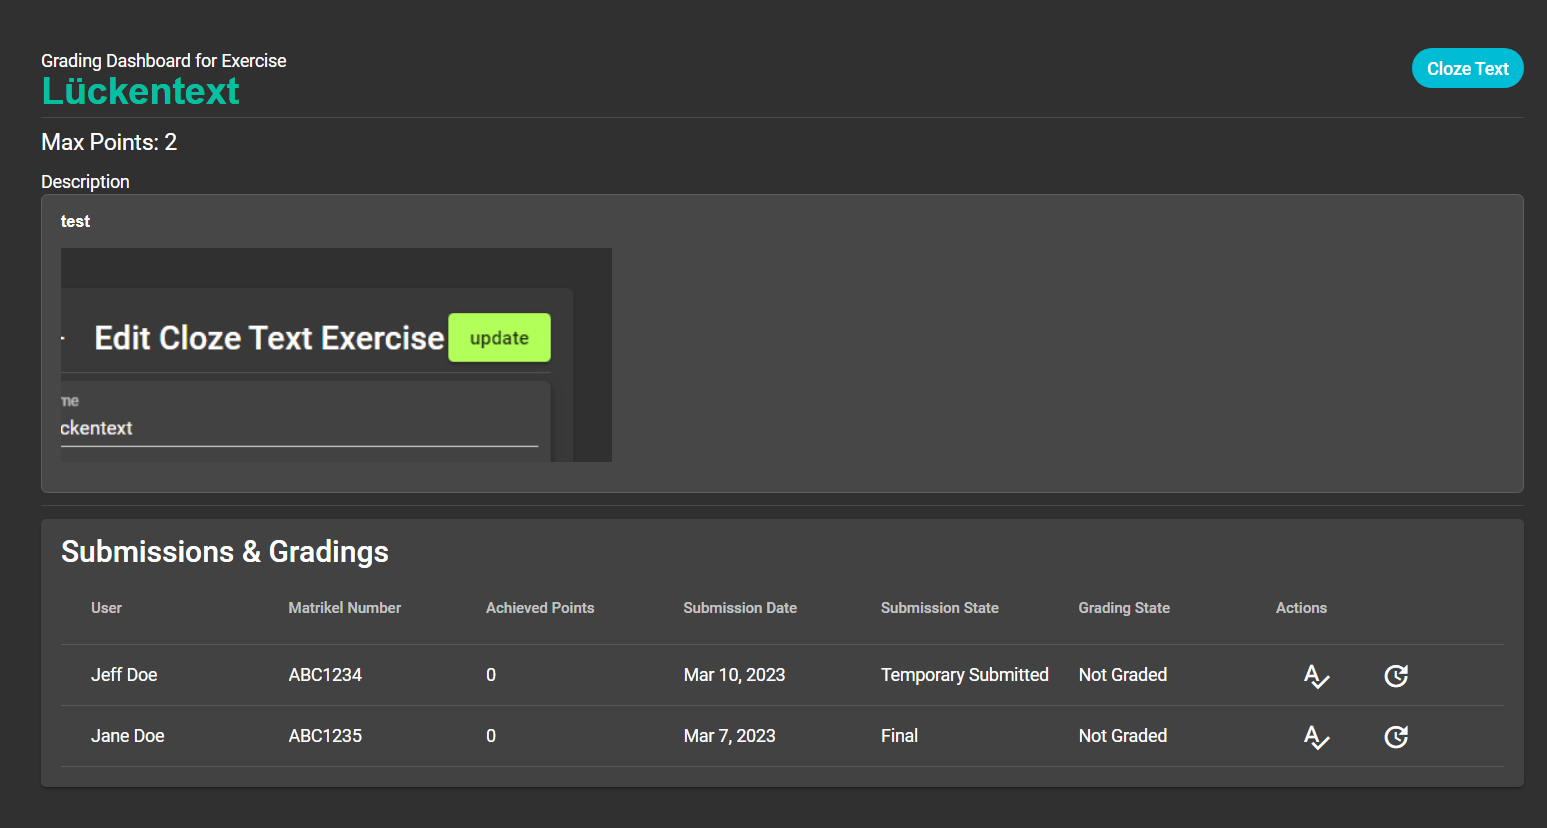 Grading Dashboard for Exercise
Lückentext
Cloze Text
Max Points: 2
Description
test
Edit Cloze Text Exercise update
me
ckentext
Submissions & Gradings
User Matrikel Number Achieved Points Submission Date Submission State Grading State Actions
Jeff Doe ABC1234 0 Mar 10, 2023 Temporary Submitted Not Graded
Jane Doe ABC1235 0 Mar 7, 2023 Final Not Graded